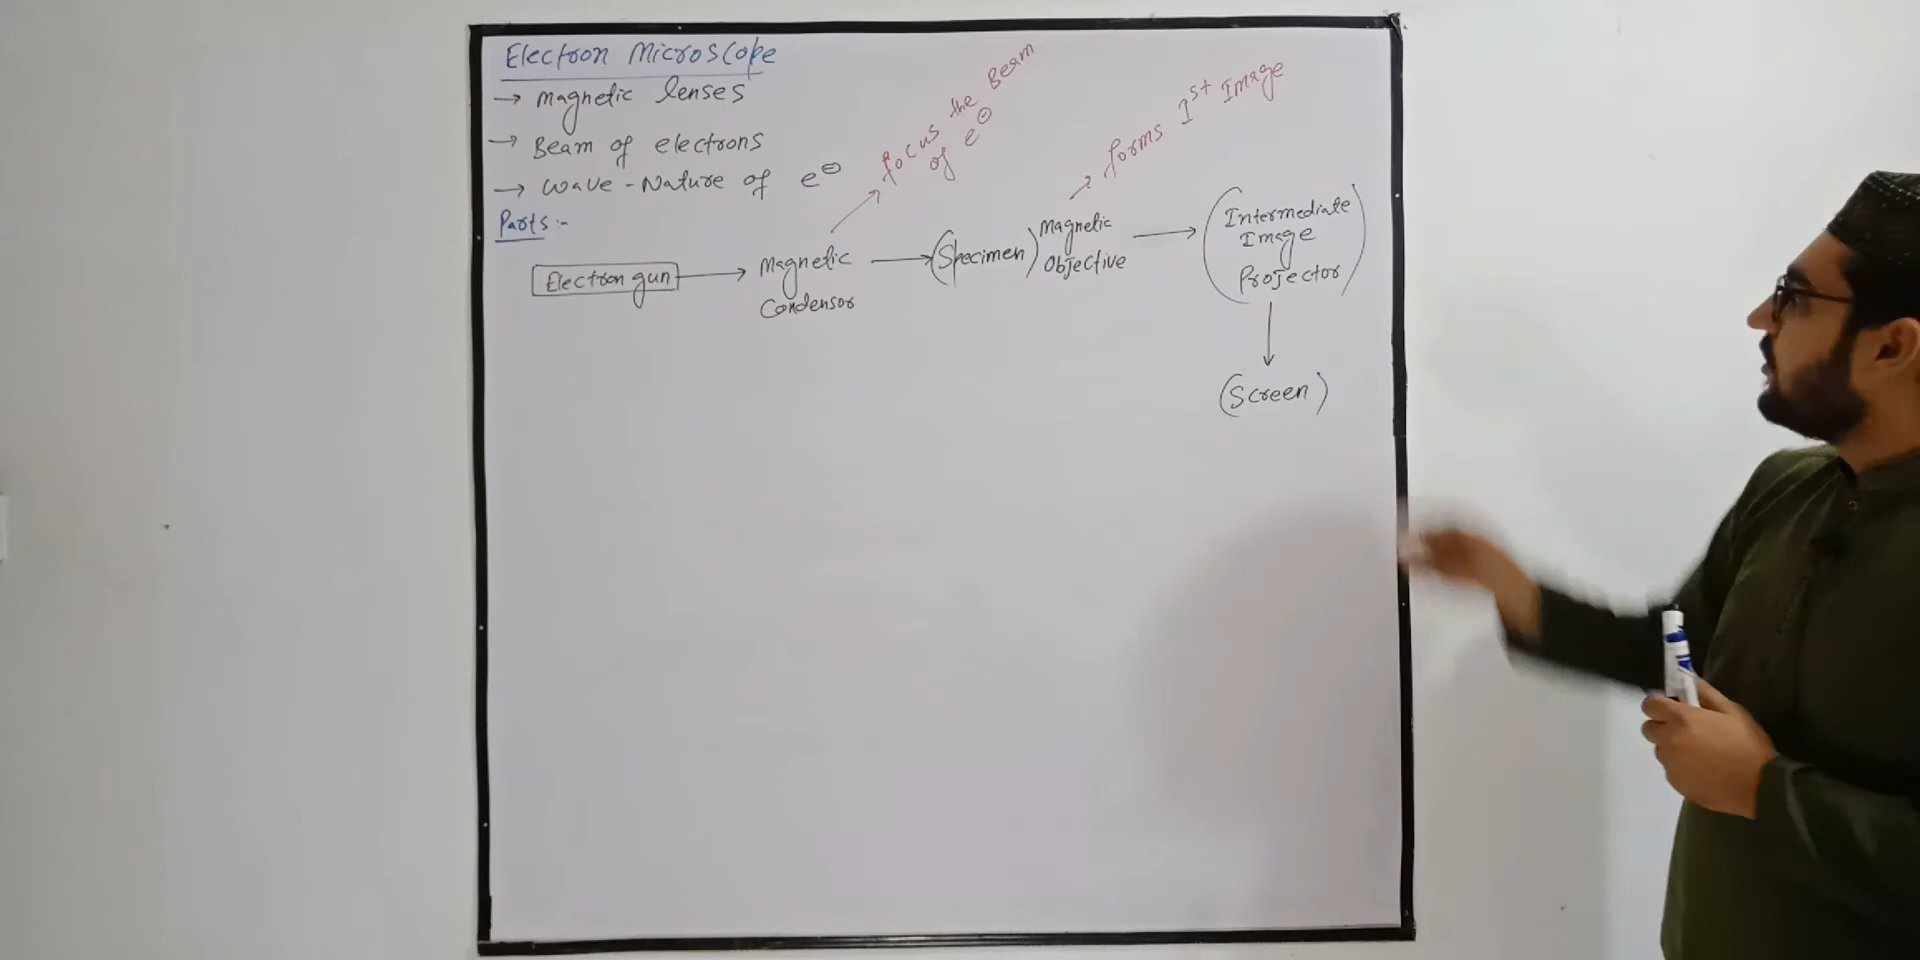 Electron Microscope
→ Magnetic lenses
→ Beam of electrons
→ Wave-Nature of e⊖
Parts:-
Electron gun → Magnetic Condensor → (Specimen) Magnetic Objective → (Intermediate Image Projector)
↓
(Screen)
→ focus the Beam
of e⊖
→ forms Ist Image